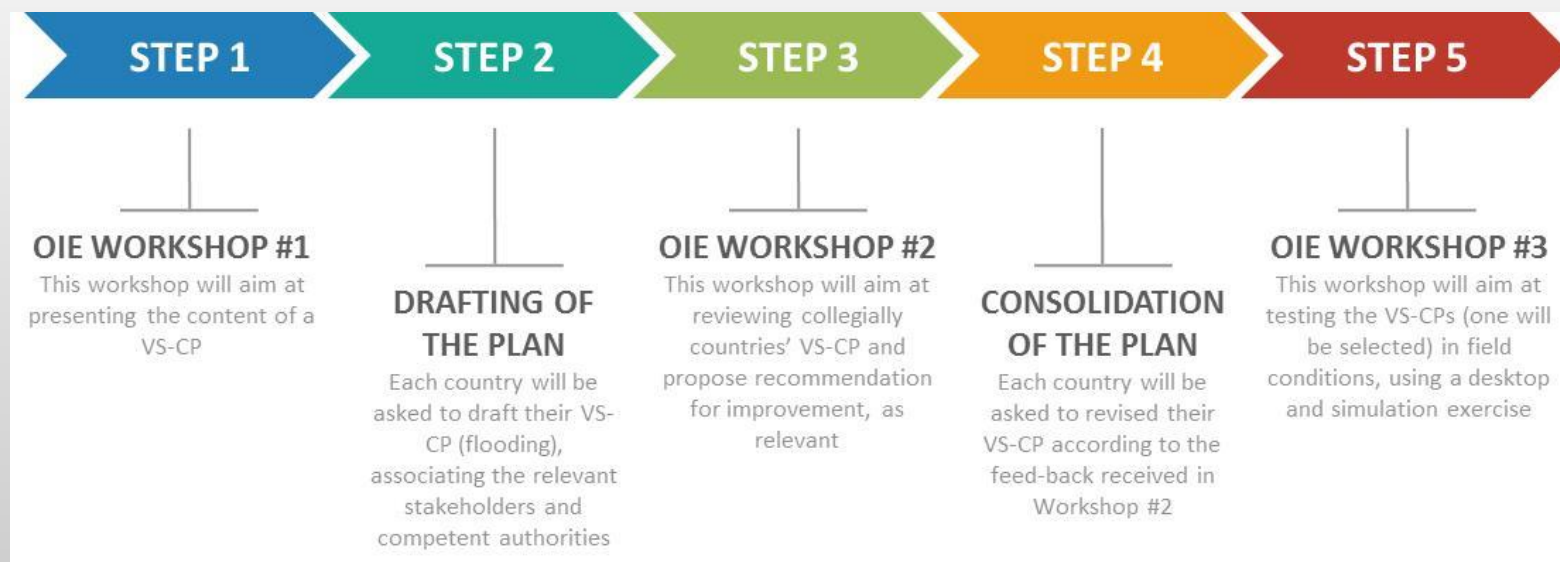 STEP 1
STEP 2
STEP 3
STEP 4
STEP 5
OIE WORKSHOP #1
This workshop will aim at
presenting the content of a
VS-CP
DRAFTING OF
THE PLAN
Each country will be
asked to draft their VS-
CP (flooding),
associating the relevant
stakeholders and
competent authorities
OIE WORKSHOP #2
This workshop will aim at
reviewing collegially
countries’ VS-CP and
propose recommendation
for improvement, as
relevant
CONSOLIDATION
OF THE PLAN
Each country will be
asked to revised their
VS-CP according to the
feed-back received in
Workshop #2
OIE WORKSHOP #3
This workshop will aim at
testing the VS-CPs (one will
be selected) in field
conditions, using a desktop
and simulation exercise